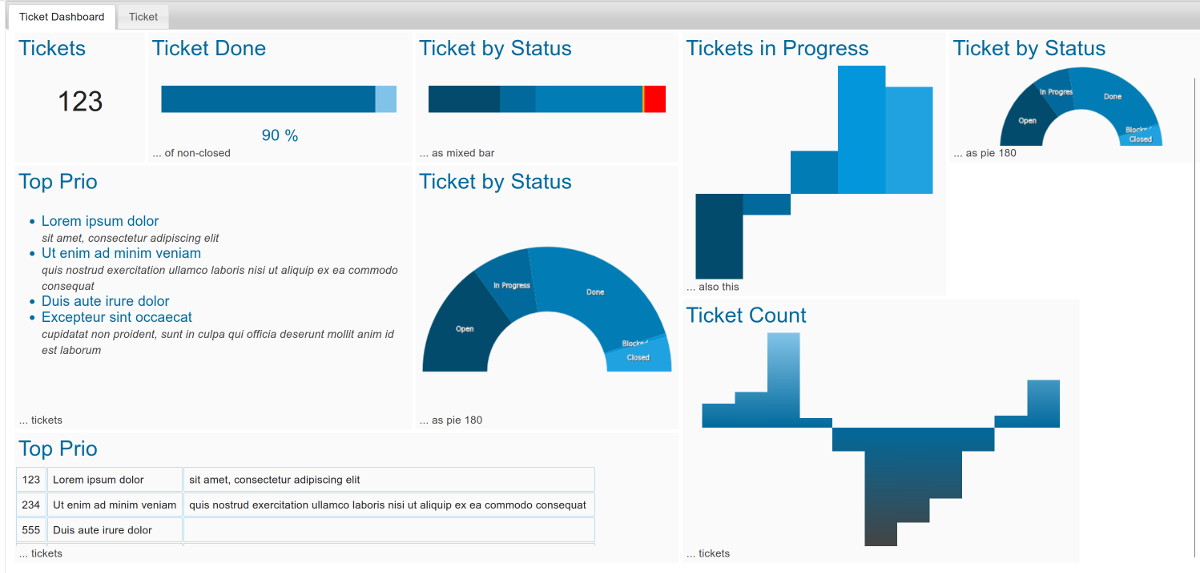 Ticket Dashboard
Ticket
Tickets
123
Ticket Done
90 %
... of non-closed
Ticket by Status
... as mixed bar
Tickets in Progress
... also this
Ticket by Status
Open
In Progres
Done
Closed
... as pie 180
Top Prio
Lorem ipsum dolor
sit amet, consectetur adipiscing elit
Ut enim ad minim veniam
quis nostrud exercitation ullamco laboris nisi ut aliquip ex ea commodo
consequat
Duis aute irure dolor
Excepteur sint occaecat
cupidatat non proident, sunt in culpa qui officia deserunt mollit anim id
est laborum
... tickets
Ticket by Status
Open
In Progress
Done
Closed
... as pie 180
Ticket Count
... tickets
Top Prio
123 Lorem ipsum dolor sit amet, consectetur adipiscing elit
234 Ut enim ad minim veniam quis nostrud exercitation ullamco laboris nisi ut aliquip ex ea commodo consequat
555 Duis aute irure dolor
... tickets